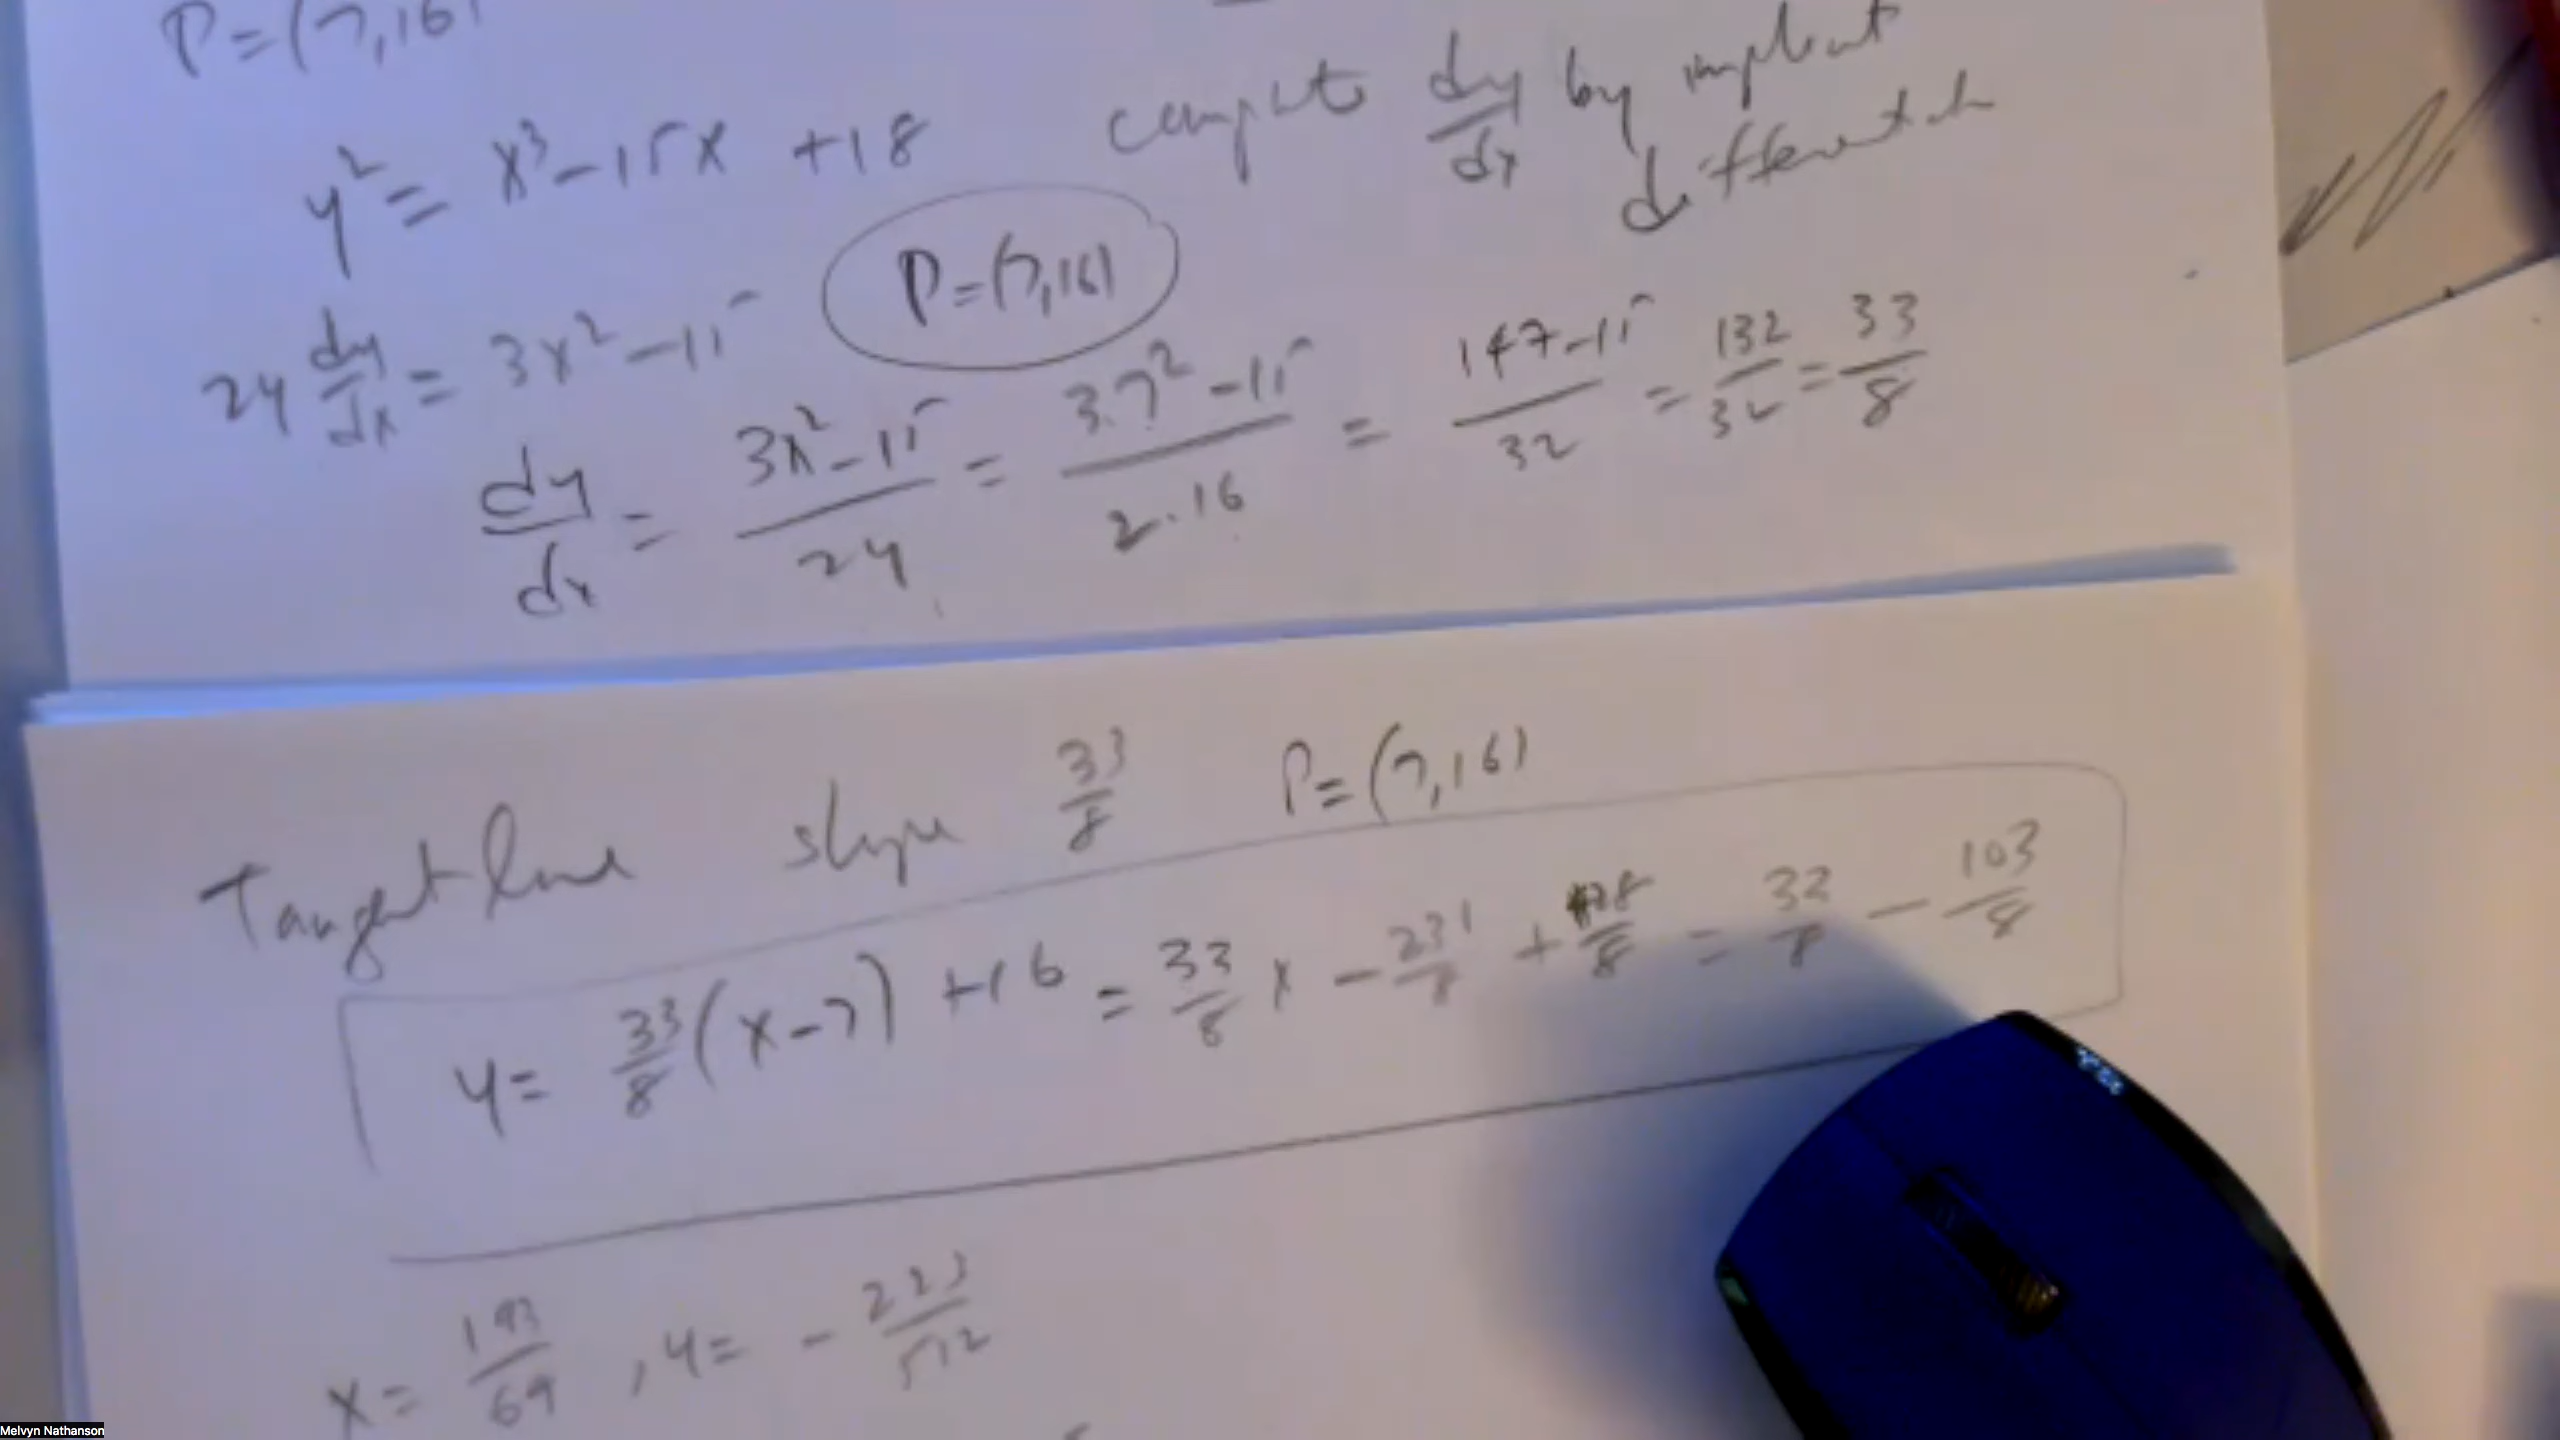 P=(7,16)
y²= x³-15x +18 comput dy/dx by implicit
differentiation
P=(7,16)
2y dy/dx = 3x²-15
dy/dx = (3x²-15)/2y = (3.7²-15)/(2.16) = (147-15)/32 = 132/32 = 33/8
Tangent line slope 33/8 P=(7,16)
y= 33/8 (x-7) +16 = 33/8 x - 231/8 + 128/8 = 33/8 - 103/8
x= 193/69 , y= - 223/512
Melvyn Nathanson